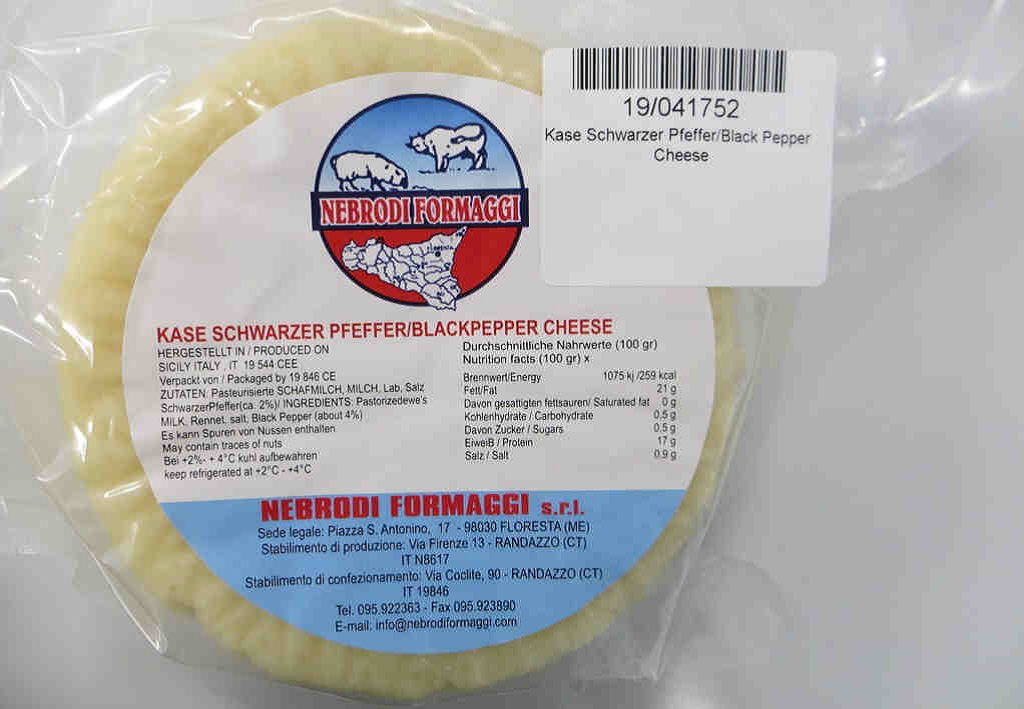 19/041752
Kase Schwarzer Pfeffer/Black Pepper
Cheese
NEBRODI FORMAGGI
FLORESTA
KASE SCHWARZER PFEFFER/BLACKPEPPER CHEESE
HERGESTELLT IN / PRODUCED ON
SICILY ITALY , IT 19 544 CEE
Verpackt von / Packaged by 19 846 CE
ZUTATEN: Pasteurisierte SCHAFMILCH, MILCH, Lab, Salz
SchwarzerPfeffer(ca. 2%)/ INGREDIENTS: Pastorizedewe's
MILK, Rennet, salt, Black Pepper (about 4%)
Es kann Spuren von Nussen enthalten
May contain traces of nuts
Bei +2%- + 4°C kuhl aufbewahren
keep refrigerated at +2°C - +4°C
Durchschnittliche Nahrwerte (100 gr)
Nutrition facts (100 gr) x
Brennwert/Energy 1075 kj /259 kcal
Fett/Fat 21 g
Davon gesattigten fettsauren/ Saturated fat 0 g
Kohlenhydrate / Carbohydrate 0,5 g
Davon Zucker / Sugars 0,5 g
Eiweiß / Protein 17 g
Salz / Salt 0.9 g
NEBRODI FORMAGGI s.r.l.
Sede legale: Piazza S. Antonino, 17 - 98030 FLORESTA (ME)
Stabilimento di produzione: Via Firenze 13 - RANDAZZO (CT)
IT N8617
Stabilimento di confezionamento: Via Coclite, 90 - RANDAZZO (CT)
IT 19846
Tel. 095.922363 - Fax 095.923890
E-mail: info@nebrodiformaggi.com